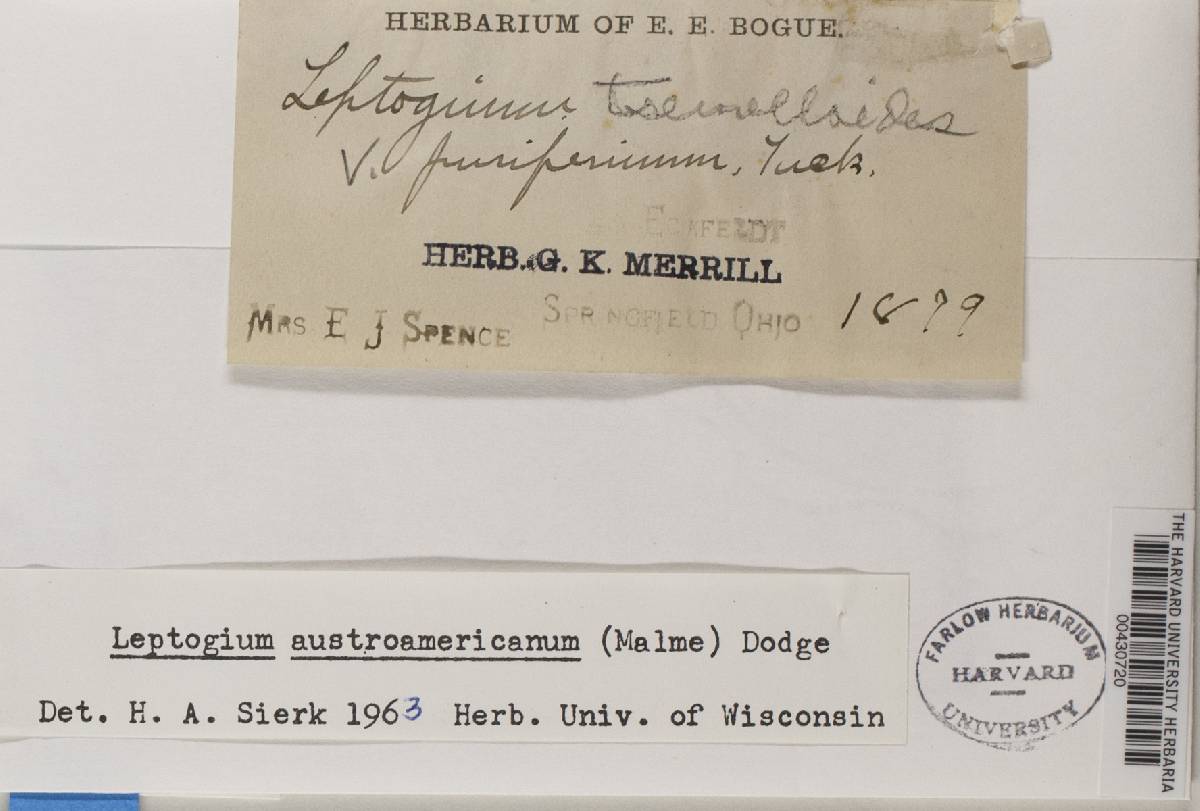 HERBARIUM OF E. E. BOGUE.
Leptogium tremelloides
V. Tuck.
ECKFELDT
HERB. G. K. MERRILL
MRS E J SPENCE SPRINGFIELD OHIO 1879
Leptogium austroamericanum (Malme) Dodge
Det. H. A. Sierk 1963 Herb. Univ. of Wisconsin
FARLOW HERBARIUM
HARVARD
UNIVERSITY
THE HARVARD UNIVERSITY HERBARIA
00430720